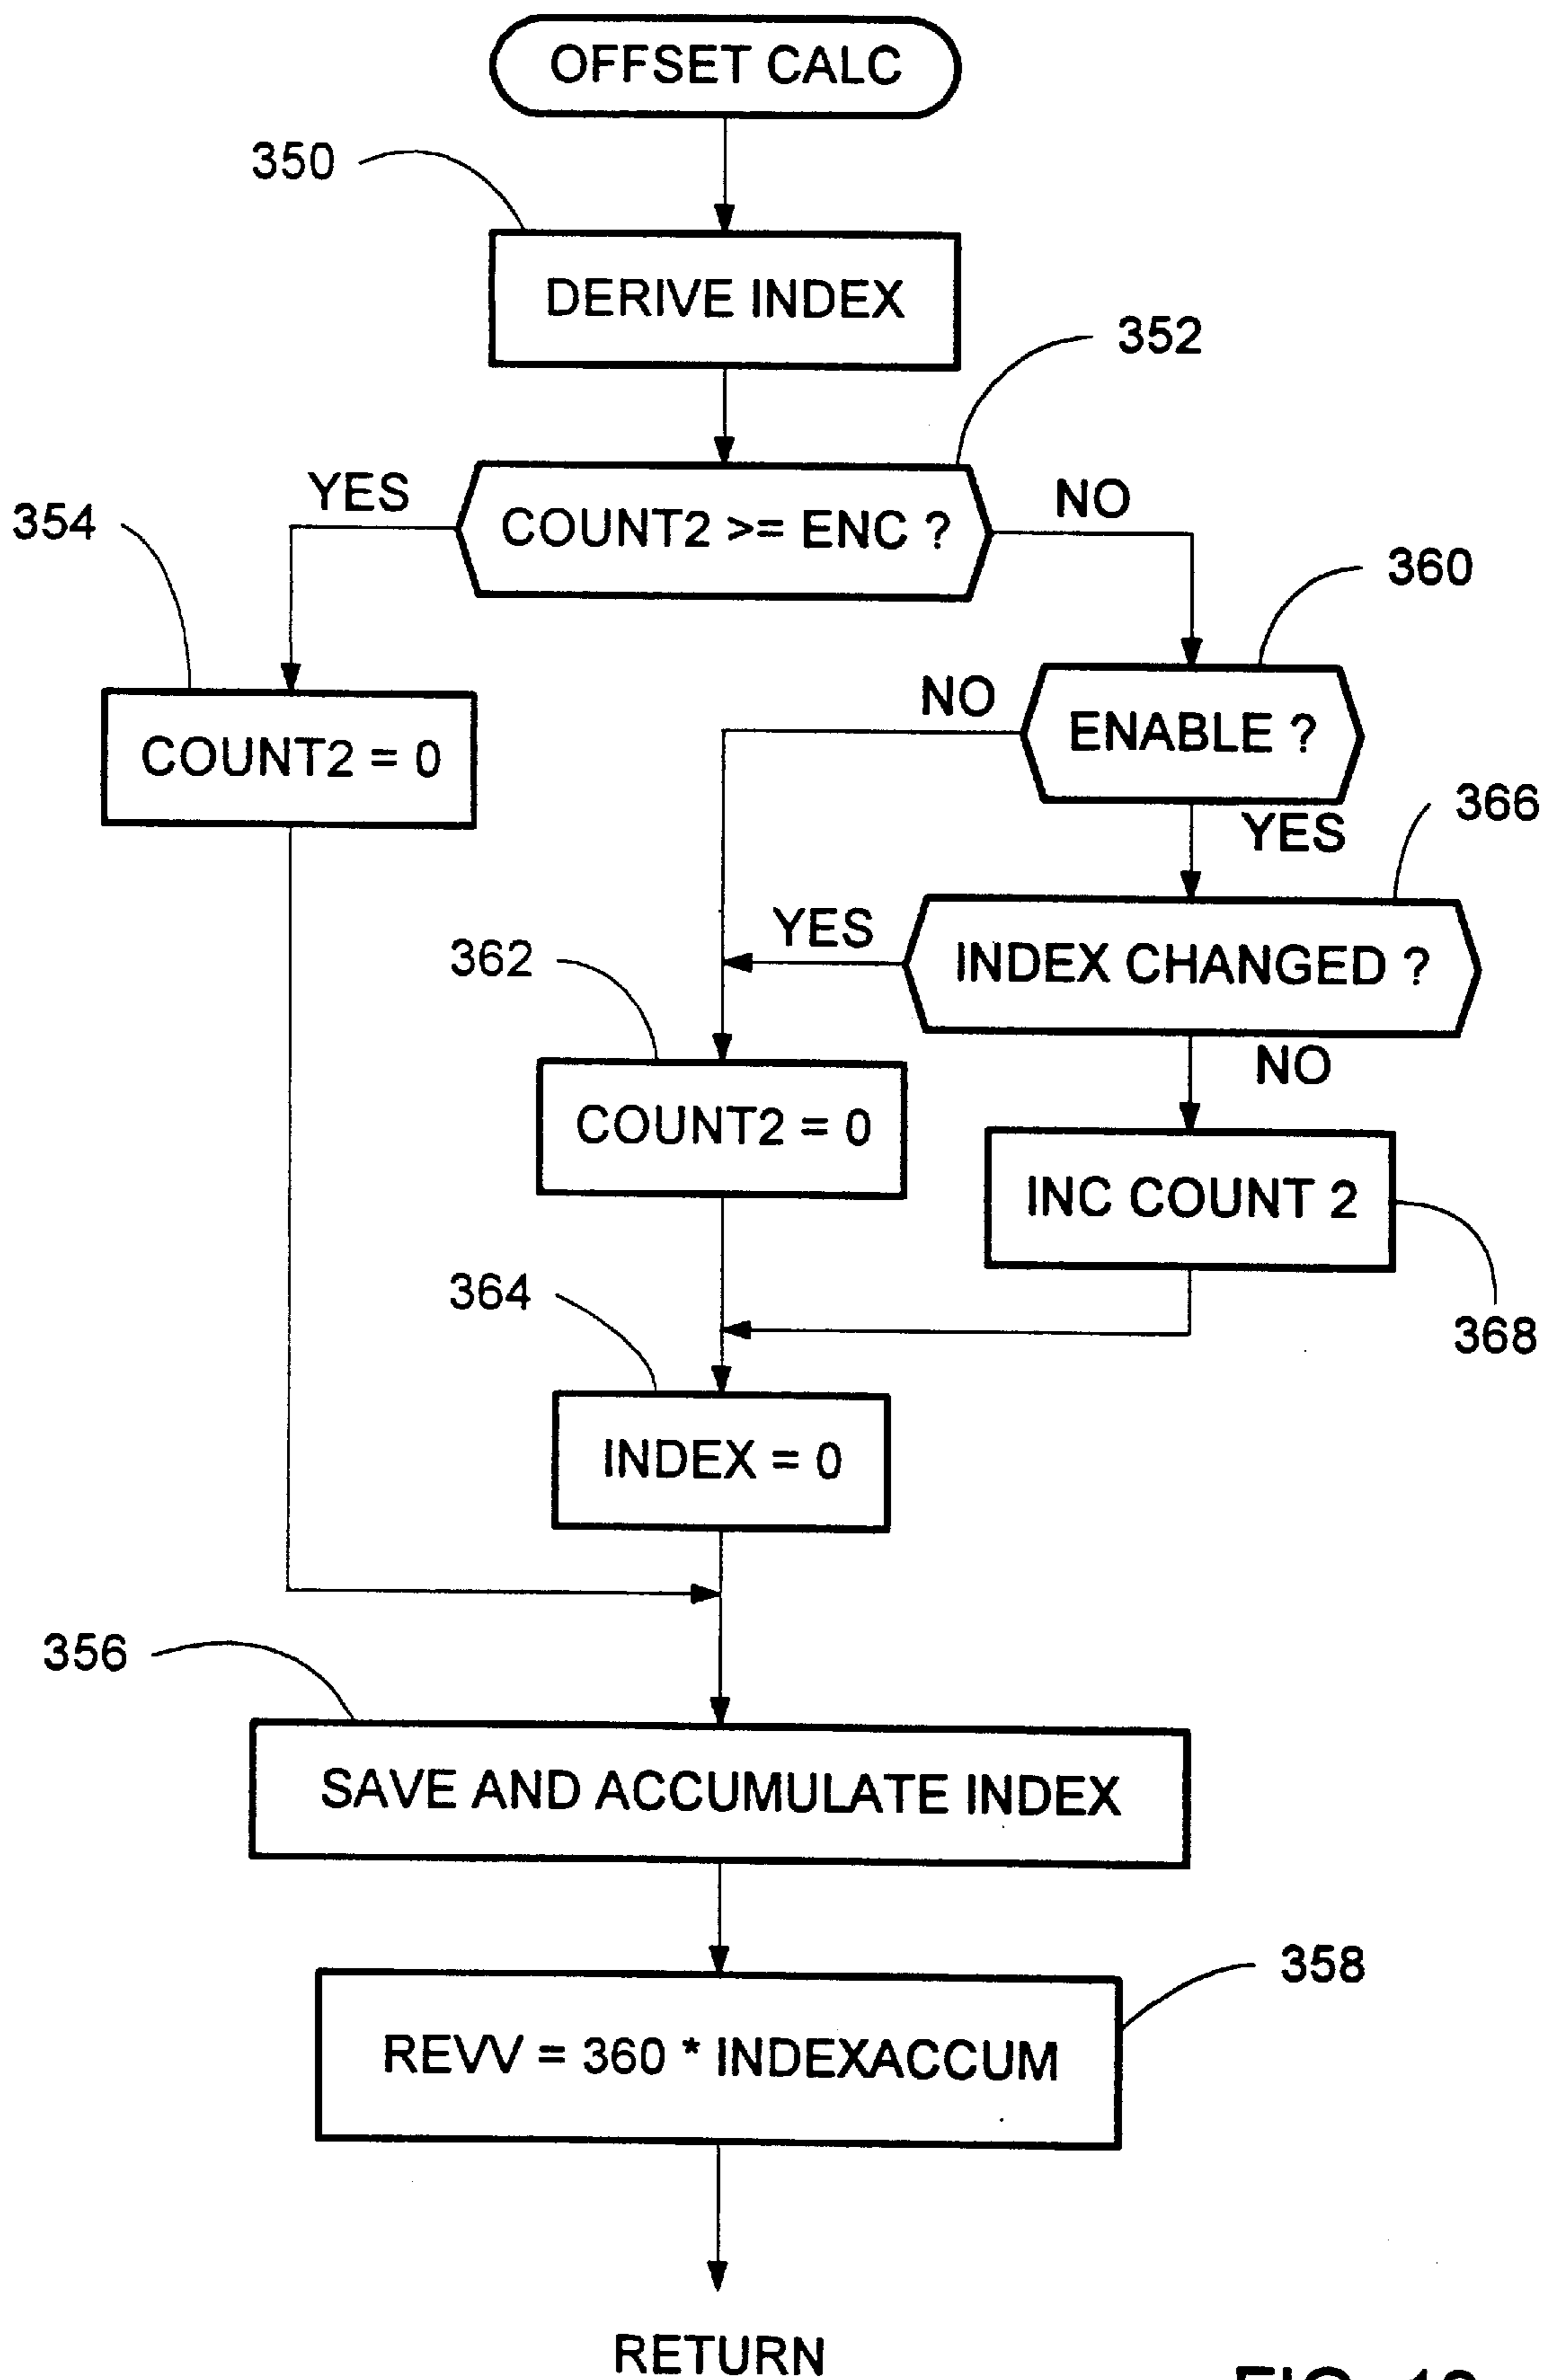 OFFSET CALC
350
DERIVE INDEX
352
YES
COUNT2 >= ENC ?
NO
354
360
COUNT2 = 0
NO
ENABLE ?
366
YES
YES
INDEX CHANGED ?
362
NO
COUNT2 = 0
INC COUNT 2
364
368
INDEX = 0
356
SAVE AND ACCUMULATE INDEX
358
REVV = 360 * INDEXACCUM
RETURN